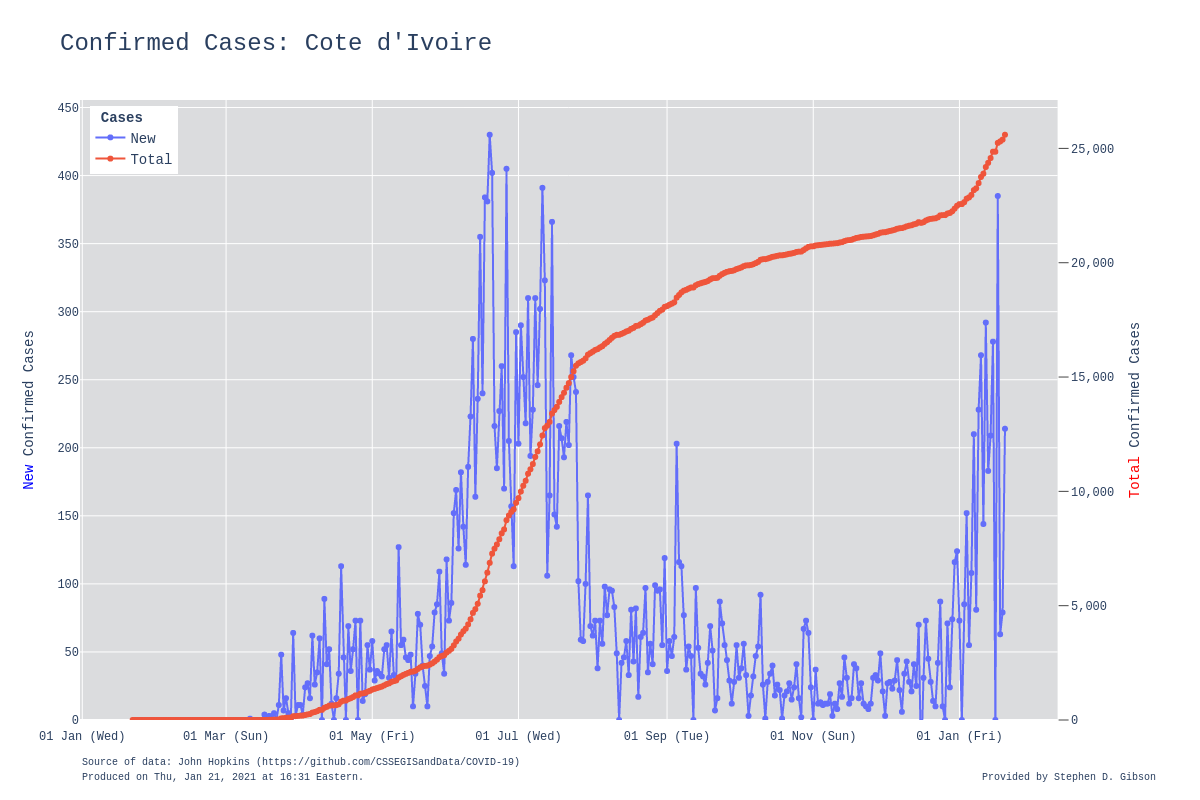 Confirmed Cases: Cote d'Ivoire
Cases
New
Total
450
400
350
300
250
200
150
100
50
0
25,000
20,000
15,000
10,000
5,000
0
New Confirmed Cases
Total Confirmed Cases
01 Jan (Wed)
01 Mar (Sun)
01 May (Fri)
01 Jul (Wed)
01 Sep (Tue)
01 Nov (Sun)
01 Jan (Fri)
Source of data: John Hopkins (https://github.com/CSSEGISandData/COVID-19)
Produced on Thu, Jan 21, 2021 at 16:31 Eastern.
Provided by Stephen D. Gibson